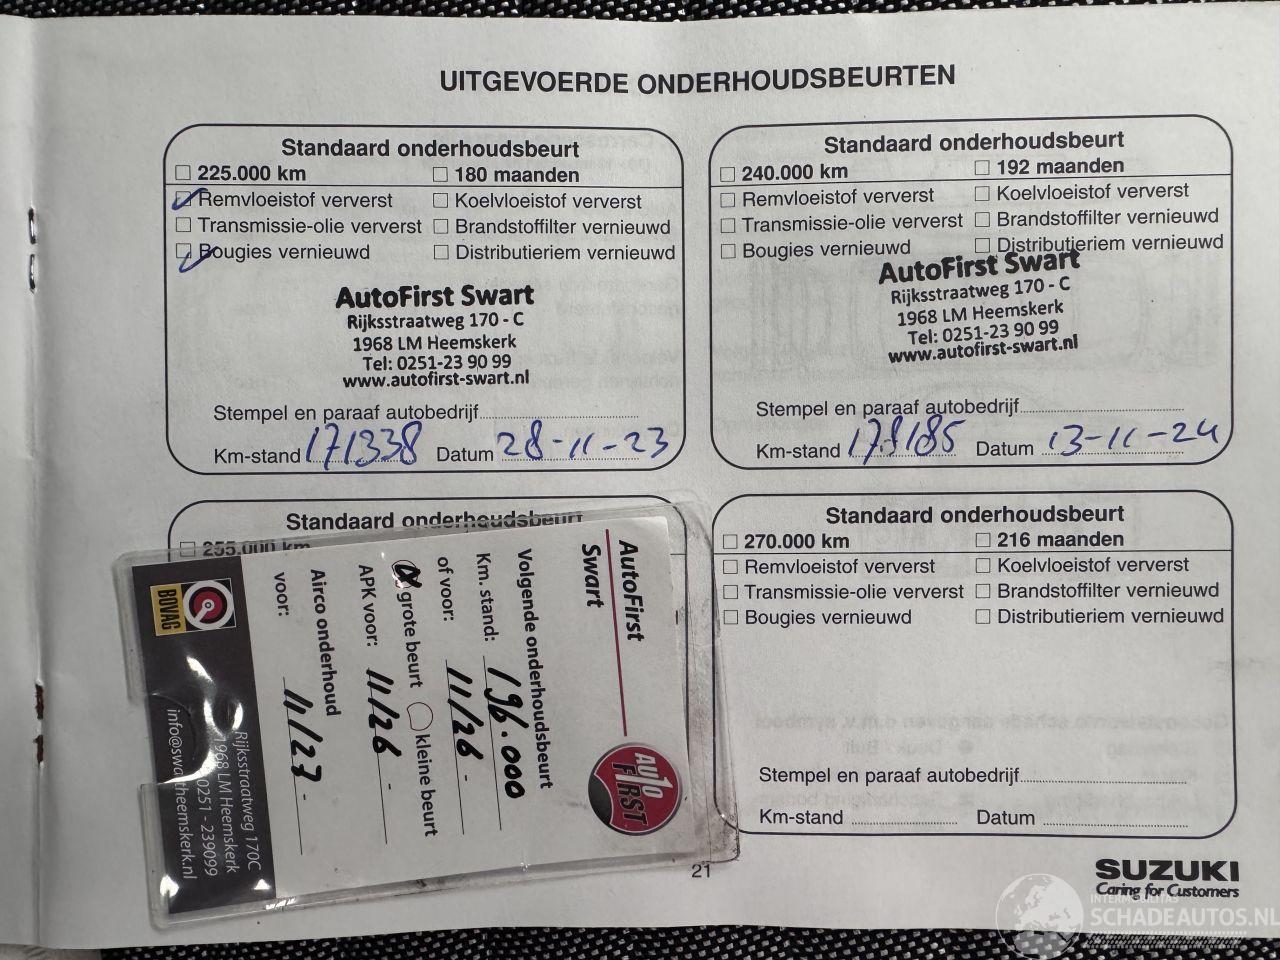 UITGEVOERDE ONDERHOUDSBEURTEN
Standaard onderhoudsbeurt
225.000 km 180 maanden
Remvloeistof ververst Koelvloeistof ververst
Transmissie-olie ververst Brandstoffilter vernieuwd
Bougies vernieuwd Distributieriem vernieuwd
AutoFirst Swart
Rijksstraatweg 170 - C
1968 LM Heemskerk
Tel: 0251-23 90 99
www.autofirst-swart.nl
Stempel en paraaf autobedrijf
Km-stand 171338 Datum 28-11-23
Standaard onderhoudsbeurt
240.000 km 192 maanden
Remvloeistof ververst Koelvloeistof ververst
Transmissie-olie ververst Brandstoffilter vernieuwd
Bougies vernieuwd Distributieriem vernieuwd
AutoFirst Swart
Rijksstraatweg 170 - C
1968 LM Heemskerk
Tel: 0251-23 90 99
www.autofirst-swart.nl
Stempel en paraaf autobedrijf
Km-stand 179185 Datum 13-11-24
Standaard onderhoudsbeurt
255.000 km
AutoFirst
Swart
AUTO
FIRST
Volgende onderhoudsbeurt
Km. stand: 196.000
of voor: 11/26-
grote beurt kleine beurt
APK voor: 11/26-
Airco onderhoud
voor: 11/27-
BOVAG
Rijksstraatweg 170C
1968 LM Heemskerk
0251 - 239099
Standaard onderhoudsbeurt
270.000 km 216 maanden
Remvloeistof ververst Koelvloeistof ververst
Transmissie-olie ververst Brandstoffilter vernieuwd
Bougies vernieuwd Distributieriem vernieuwd
Stempel en paraaf autobedrijf
Km-stand Datum
21
SUZUKI
Caring for Customers
SCHADEAUTOS.NL